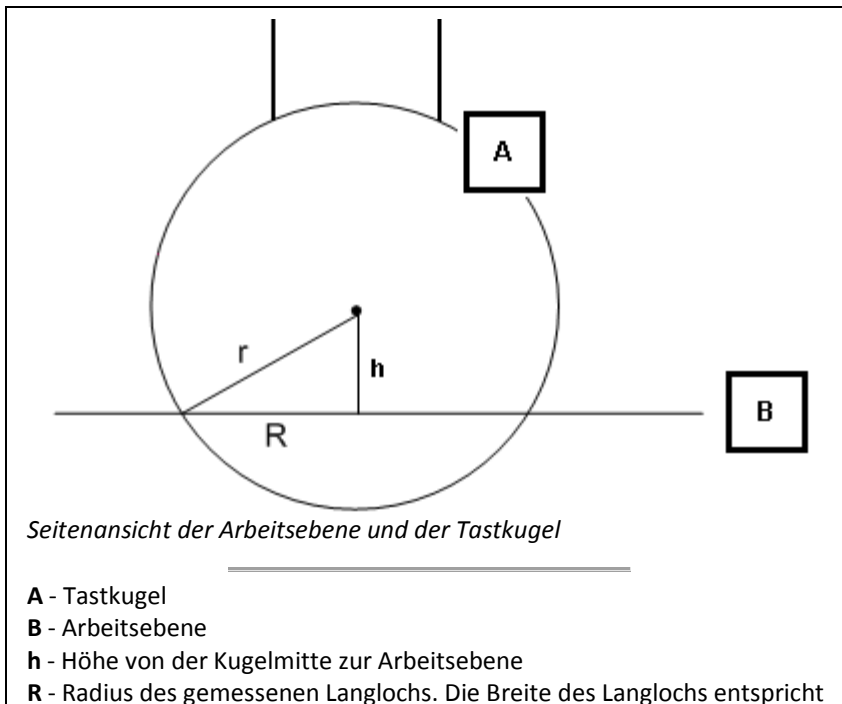 A
r
h
B
R
Seitenansicht der Arbeitsebene und der Tastkugel
A - Tastkugel
B - Arbeitsebene
h - Höhe von der Kugelmitte zur Arbeitsebene
R - Radius des gemessenen Langlochs. Die Breite des Langlochs entspricht